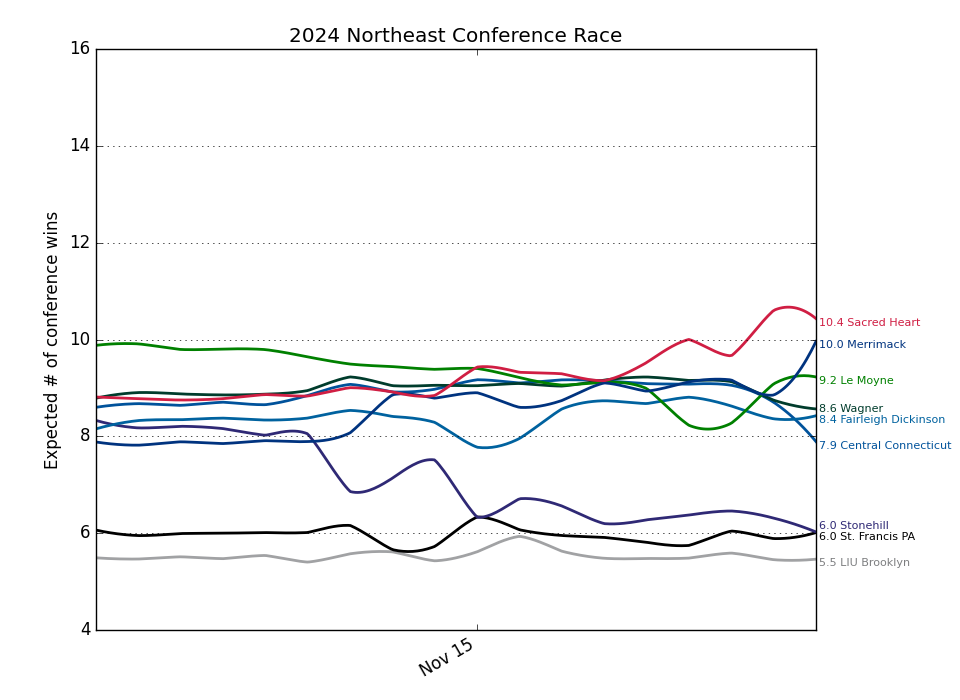 2024 Northeast Conference Race
Expected # of conference wins
16
14
12
10
8
6
4
Nov 15
10.4 Sacred Heart
10.0 Merrimack
9.2 Le Moyne
8.6 Wagner
8.4 Fairleigh Dickinson
7.9 Central Connecticut
6.0 Stonehill
6.0 St. Francis PA
5.5 LIU Brooklyn